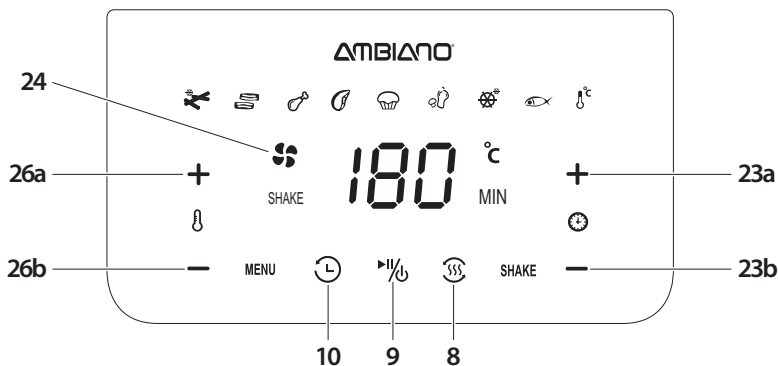 AMBIANO
24
°C
26a
180
°C
23a
SHAKE
MIN
26b
MENU
SHAKE
23b
10
9
8